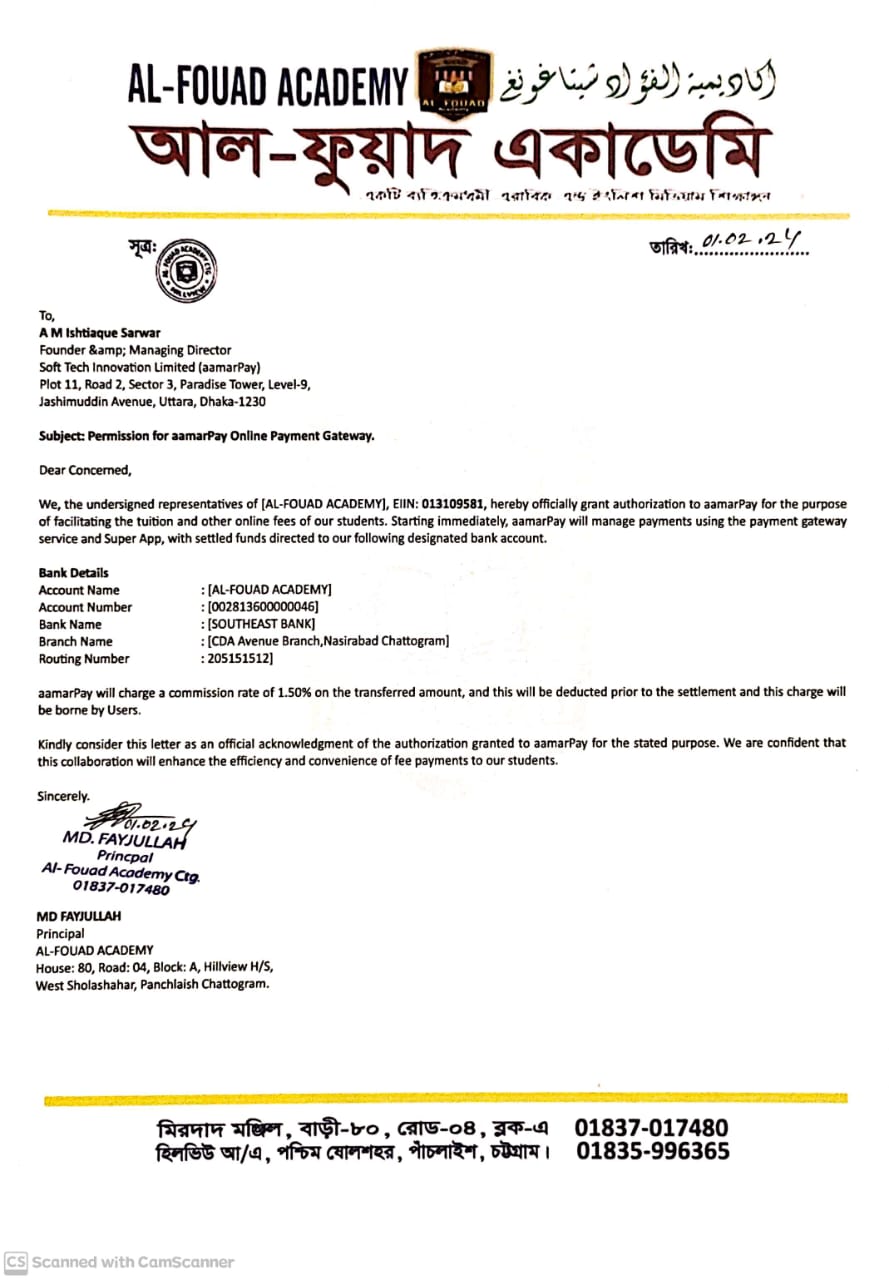 AL-FOUAD ACADEMY
AL FOUAD
أكاديمية الفؤاد شيتاغونغ
আল-ফুয়াদ একাডেমি
একটি ব্যতিক্রমধর্মী এরাবিক এন্ড ইংলিশ মিডিয়াম শিক্ষাঙ্গন
সূত্র:
AL FOUAD ACADEMY CTG
HILLVIEW
তারিখ: 01.02.24
To,
A M Ishtiaque Sarwar
Founder &amp; Managing Director
Soft Tech Innovation Limited (aamarPay)
Plot 11, Road 2, Sector 3, Paradise Tower, Level-9,
Jashimuddin Avenue, Uttara, Dhaka-1230
Subject: Permission for aamarPay Online Payment Gateway.
Dear Concerned,
We, the undersigned representatives of [AL-FOUAD ACADEMY], EIIN: 013109581, hereby officially grant authorization to aamarPay for the purpose
of facilitating the tuition and other online fees of our students. Starting immediately, aamarPay will manage payments using the payment gateway
service and Super App, with settled funds directed to our following designated bank account.
Bank Details
Account Name : [AL-FOUAD ACADEMY]
Account Number : [002813600000046]
Bank Name : [SOUTHEAST BANK]
Branch Name : [CDA Avenue Branch,Nasirabad Chattogram]
Routing Number : 205151512]
aamarPay will charge a commission rate of 1.50% on the transferred amount, and this will be deducted prior to the settlement and this charge will
be borne by Users.
Kindly consider this letter as an official acknowledgment of the authorization granted to aamarPay for the stated purpose. We are confident that
this collaboration will enhance the efficiency and convenience of fee payments to our students.
Sincerely.
01.02.24
MD. FAYJULLAH
Princpal
Al- Fouad Academy Ctg.
01837-017480
MD FAYJULLAH
Principal
AL-FOUAD ACADEMY
House: 80, Road: 04, Block: A, Hillview H/S,
West Sholashahar, Panchlaish Chattogram.
মিরদাদ মঞ্জিল, বাড়ী-৮০, রোড-০৪, ব্লক-এ 01837-017480
হিলভিউ আ/এ, পশ্চিম ষোলশহর, পাঁচলাইশ, চট্টগ্রাম। 01835-996365
CS Scanned with CamScanner